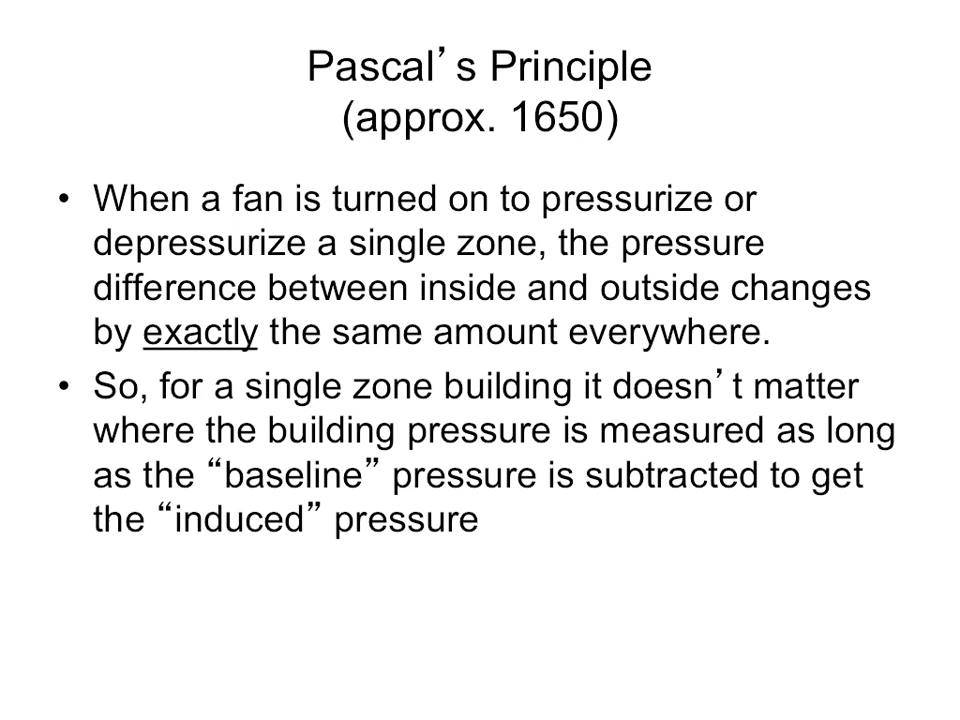 Pascal’s Principle
(approx. 1650)
• When a fan is turned on to pressurize or
depressurize a single zone, the pressure
difference between inside and outside changes
by exactly the same amount everywhere.
• So, for a single zone building it doesn’t matter
where the building pressure is measured as long
as the “baseline” pressure is subtracted to get
the “induced” pressure